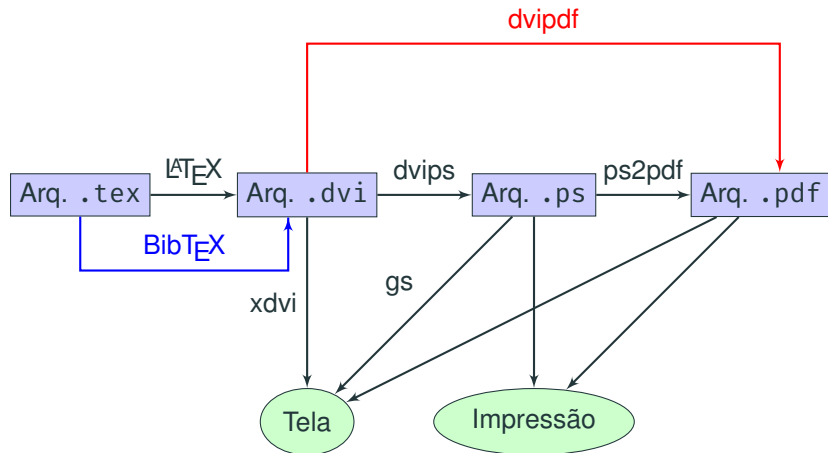 dvipdf
LATEX
dvips
ps2pdf
Arq. .tex
Arq. .dvi
Arq. .ps
Arq. .pdf
BibTEX
xdvi
gs
Tela
Impressão